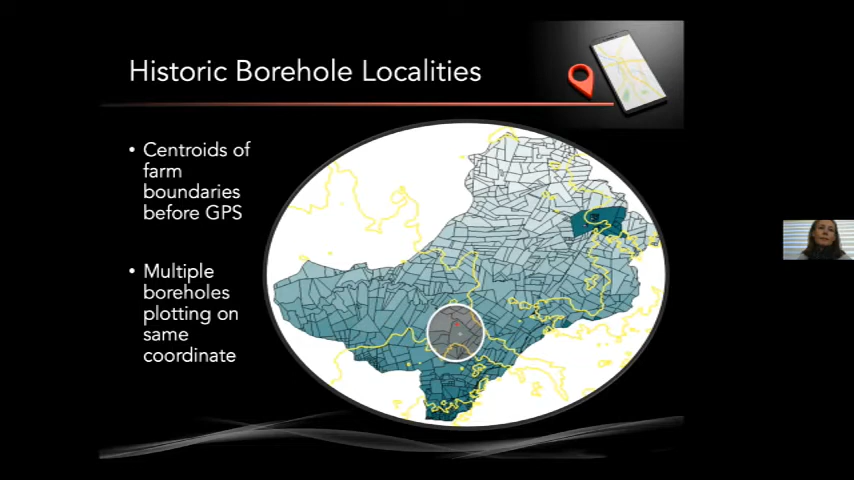 Historic Borehole Localities
• Centroids of
farm
boundaries
before GPS
• Multiple
boreholes
plotting on
same
coordinate